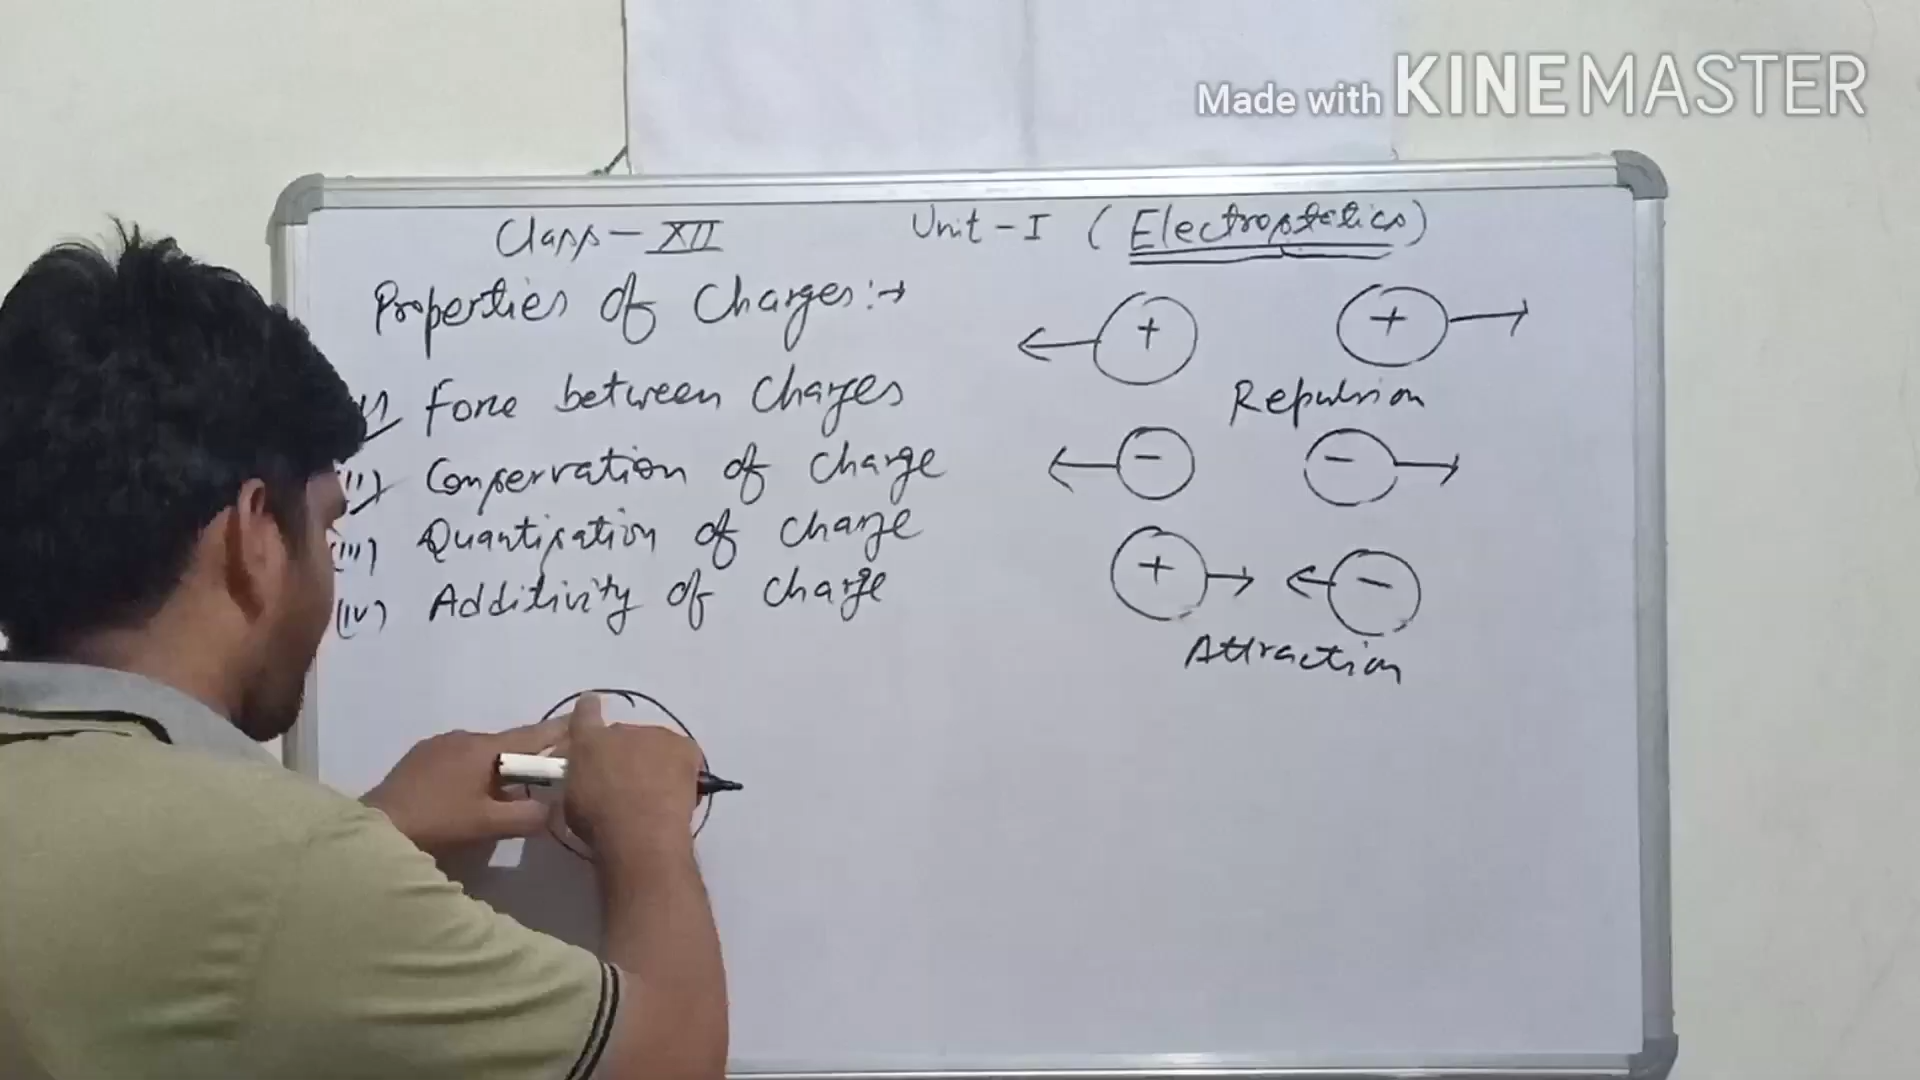 Made with KINEMASTER
Class - XII
Unit - I (Electrostatics)
Properties of Charges :→
(i) Force between Charges
(ii) Conservation of Charge
(iii) Quantisation of Charge
(iv) Additivity of Charge
+ +
Repulsion
- -
+ -
Attraction